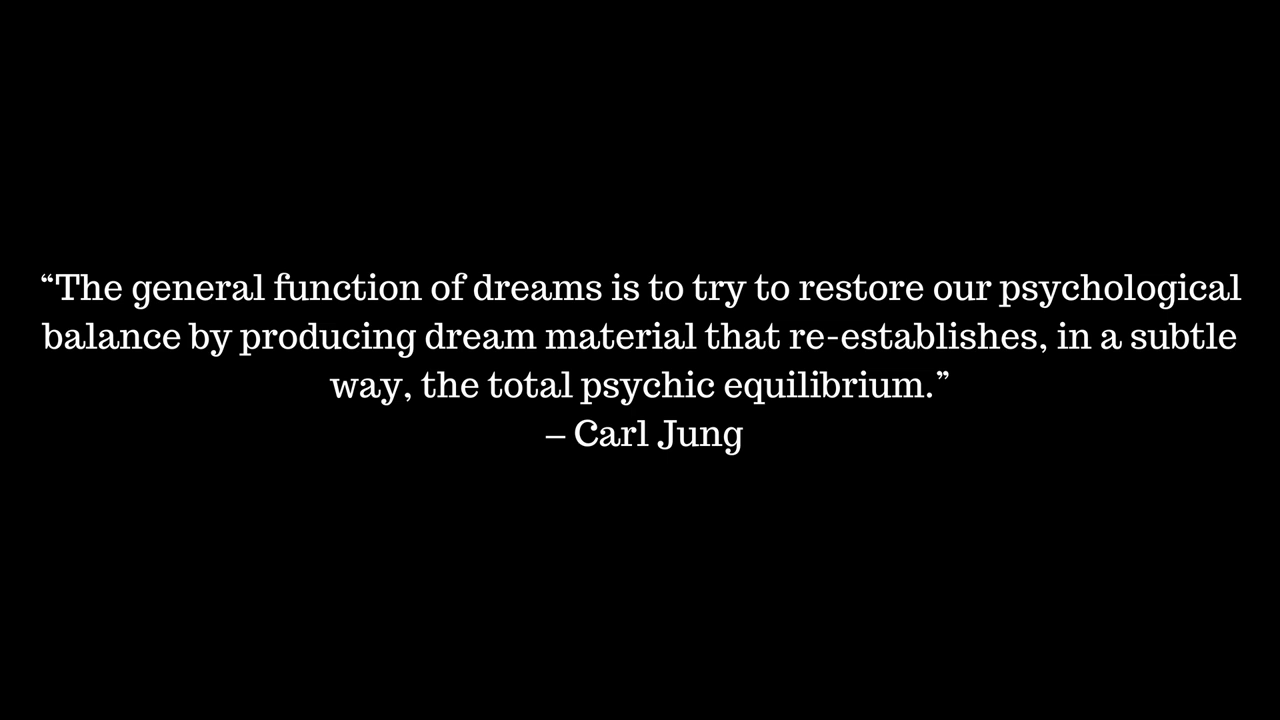 “The general function of dreams is to try to restore our psychological
balance by producing dream material that re-establishes, in a subtle
way, the total psychic equilibrium.”
– Carl Jung